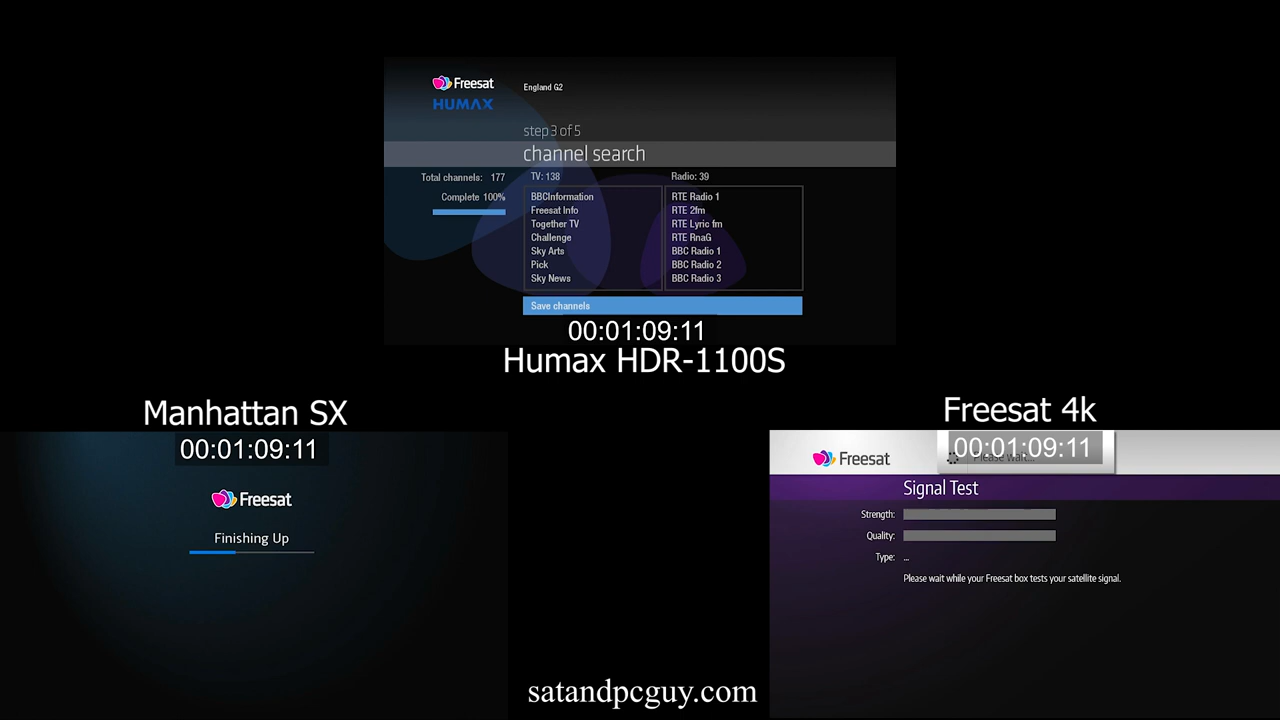 Freesat
HUMAX
England G2
step 3 of 5
channel search
Total channels: 177
TV: 138
Radio: 39
Complete 100%
BBCInformation
Freesat Info
Together TV
Challenge
Sky Arts
Pick
Sky News
RTE Radio 1
RTE 2fm
RTE Lyric fm
RTE RnaG
BBC Radio 1
BBC Radio 2
BBC Radio 3
Save channels
00:01:09:11
Humax HDR-1100S
Manhattan SX
00:01:09:11
Freesat
Finishing Up
Freesat 4k
00:01:09:11
Please Wait...
Freesat
Signal Test
Strength:
Quality:
Type: ...
Please wait while your Freesat box tests your satellite signal.
satandpcguy.com